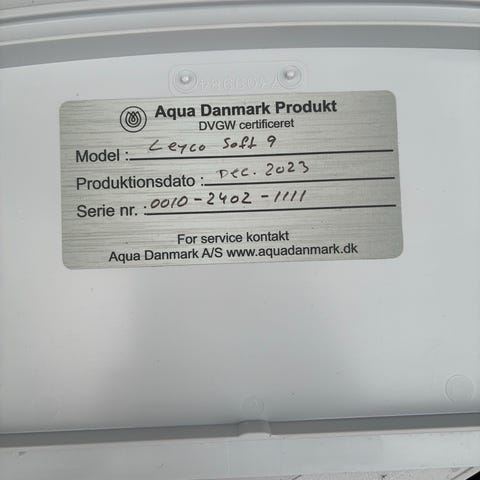 Aqua Danmark Produkt
DVGW certificeret
Model : Leyco Soft 9
Produktionsdato : Dec. 2023
Serie nr. : 0010-2402-1111
For service kontakt
Aqua Danmark A/S www.aquadanmark.dk